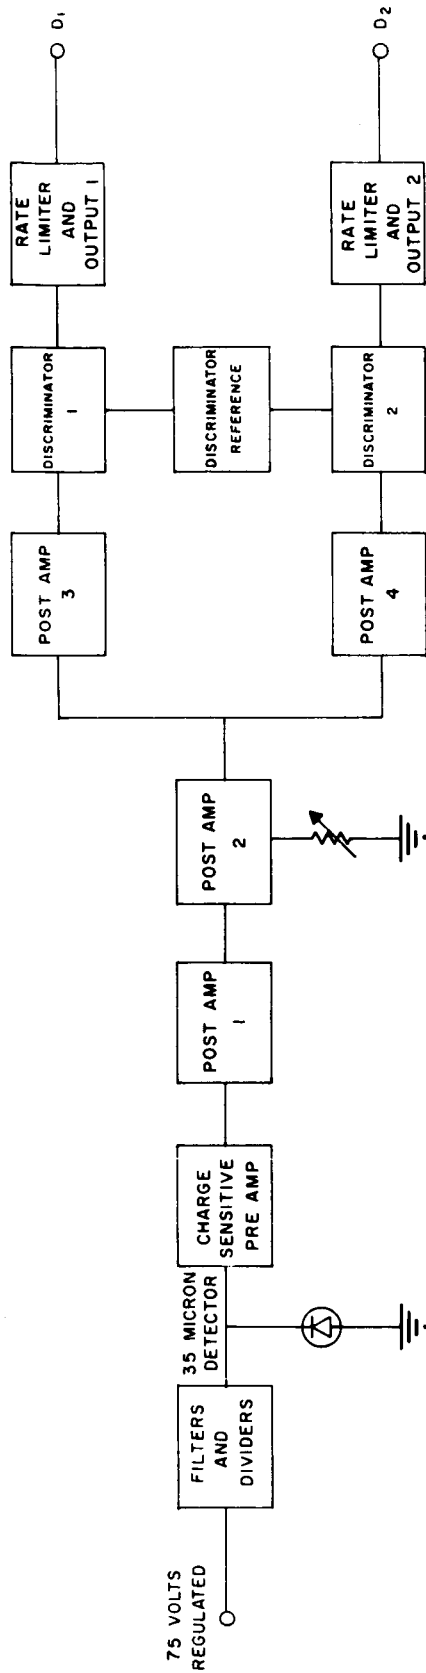 75 VOLTS
REGULATED
FILTERS
AND
DIVIDERS
35 MICRON
DETECTOR
CHARGE
SENSITIVE
PRE AMP
POST AMP
1
POST AMP
2
POST AMP
3
DISCRIMINATOR
1
RATE
LIMITER
AND
OUTPUT 1
D1
DISCRIMINATOR
REFERENCE
POST AMP
4
DISCRIMINATOR
2
RATE
LIMITER
AND
OUTPUT 2
D2